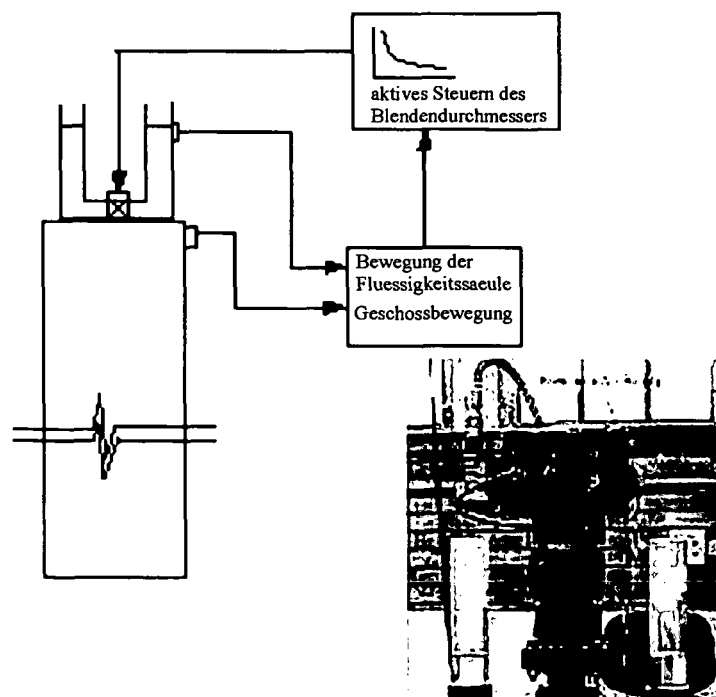 aktives Steuern des
Blendendurchmessers
Bewegung der
Fluessigkeitssaeule
Geschossbewegung